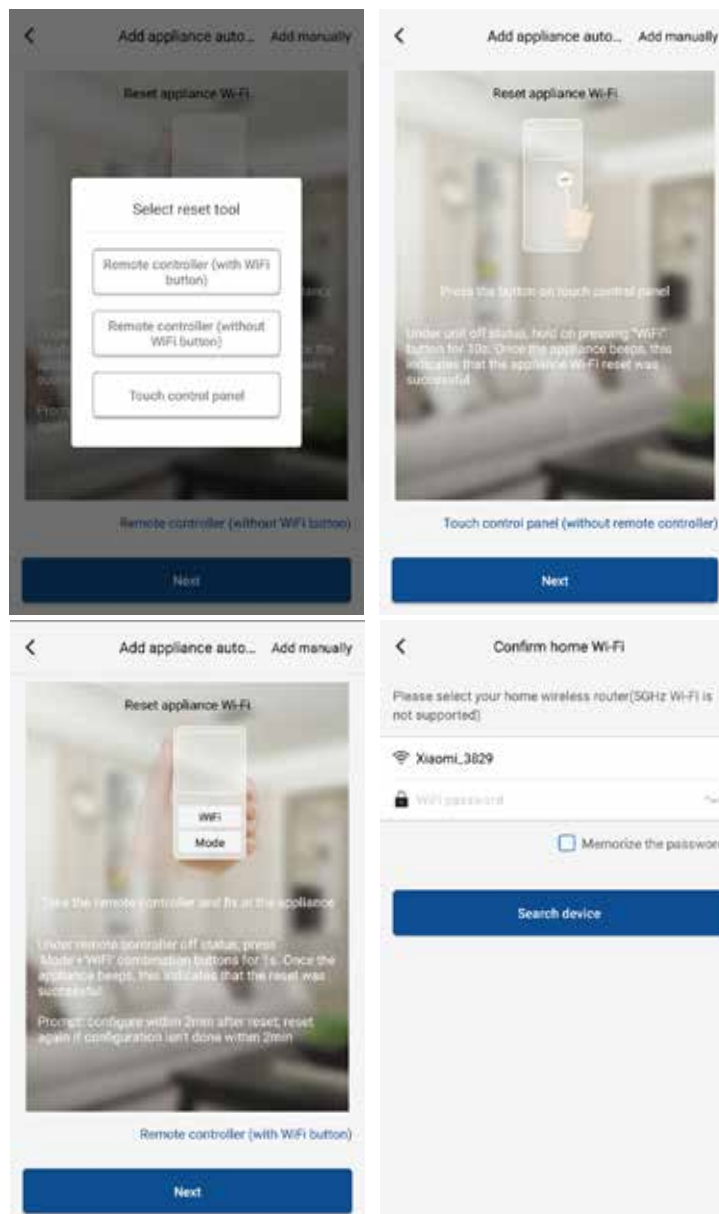 Add appliance auto... Add manually
Reset appliance Wi-Fi
Select reset tool
Remote controller (with WiFi
button)
Remote controller (without
WiFi button)
Touch control panel
Remote controller (without WiFi button)
Next
Add appliance auto... Add manually
Reset appliance Wi-Fi
Press the button on touch control panel
Under unit off status, hold on pressing "WiFi"
button for 10s. Once the appliance beeps, this
indicates that the appliance Wi-Fi reset was
successful
Touch control panel (without remote controller)
Next
Add appliance auto... Add manually
Reset appliance Wi-Fi
WiFi
Mode
Take the remote controller and fix at the appliance
Under remote controller off status, press
"Mode+WiFi" combination buttons for 1s. Once the
appliance beeps, this indicates that the reset was
successful
Prompt: configure within 2min after reset; reset
again if configuration isn't done within 2min
Remote controller (with WiFi button)
Next
Confirm home Wi-Fi
Please select your home wireless router(5GHz Wi-Fi is
not supported)
Xiaomi_3829
WiFi password
Memorize the password
Search device